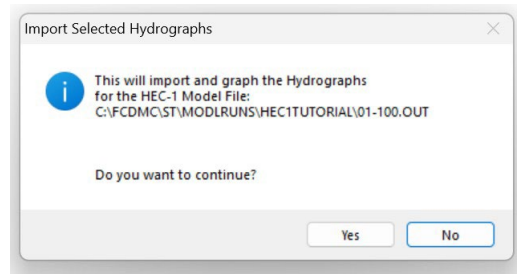 Import Selected Hydrographs
This will import and graph the Hydrographs
for the HEC-1 Model File:
C:\FCDMC\ST\MODLRUNS\HEC1TUTORIAL\01-100.OUT
Do you want to continue?
Yes No